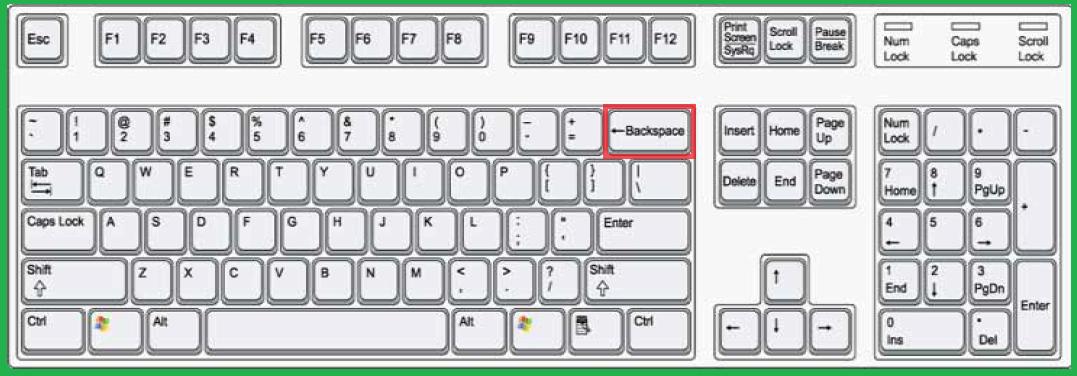 Esc F1 F2 F3 F4 F5 F6 F7 F8 F9 F10 F11 F12
Print
Screen
SysRq
Scroll
Lock
Pause
Break
Num
Lock
Caps
Lock
Scroll
Lock
~ ! @ # $ % ^ & * ( ) _ +
` 1 2 3 4 5 6 7 8 9 0 - =
←Backspace
Insert Home
Page
Up
Num
Lock
/ * -
Tab Q W E R T Y U I O P { } |
[ ] \
Delete End
Page
Down
7 8 9
Home ↑ PgUp
+
Caps Lock A S D F G H J K L : " Enter
; '
4 5 6
← →
Shift Z X C V B N M < > ? Shift
⇧ , . / ⇧
↑
1 2 3
End ↓ PgDn
Enter
Ctrl Alt Alt Ctrl
← ↓ →
0 .
Ins Del